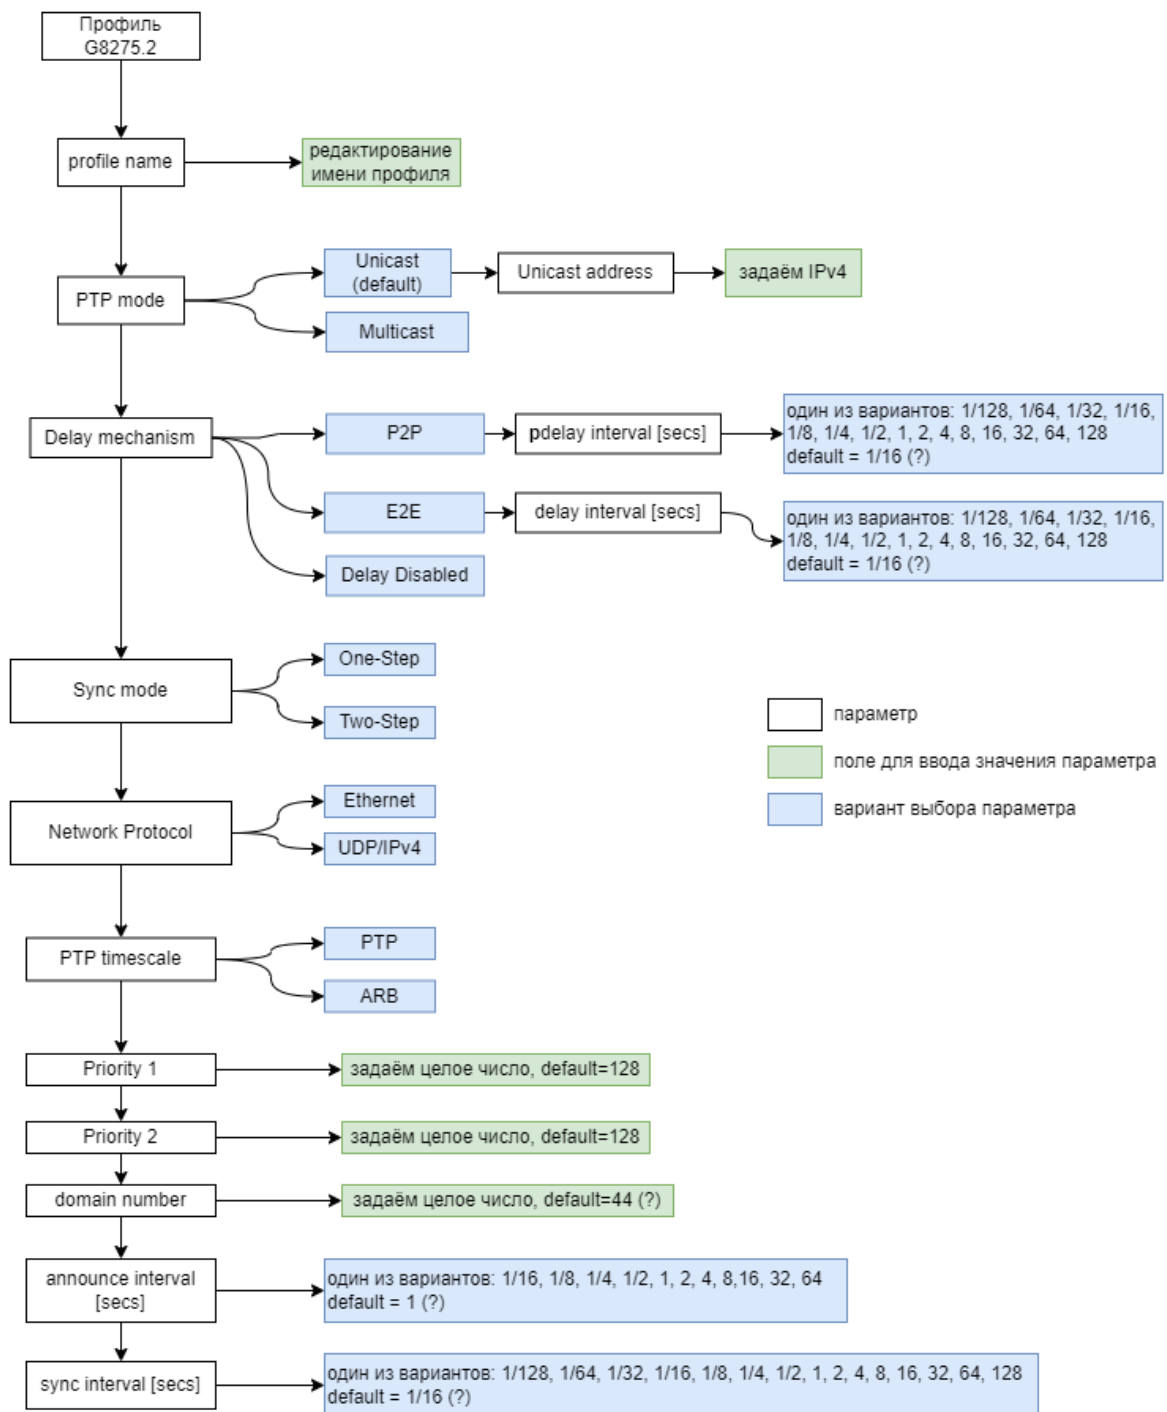 Профиль
G8275.2
profile name
редактирование
имени профиля
PTP mode
Unicast
(default)
Unicast address
задаём IPv4
Multicast
Delay mechanism
P2P
pdelay interval [secs]
один из вариантов: 1/128, 1/64, 1/32, 1/16,
1/8, 1/4, 1/2, 1, 2, 4, 8, 16, 32, 64, 128
default = 1/16 (?)
E2E
delay interval [secs]
один из вариантов: 1/128, 1/64, 1/32, 1/16,
1/8, 1/4, 1/2, 1, 2, 4, 8, 16, 32, 64, 128
default = 1/16 (?)
Delay Disabled
Sync mode
One-Step
Two-Step
параметр
поле для ввода значения параметра
вариант выбора параметра
Network Protocol
Ethernet
UDP/IPv4
PTP timescale
PTP
ARB
Priority 1
задаём целое число, default=128
Priority 2
задаём целое число, default=128
domain number
задаём целое число, default=44 (?)
announce interval
[secs]
один из вариантов: 1/16, 1/8, 1/4, 1/2, 1, 2, 4, 8,16, 32, 64
default = 1 (?)
sync interval [secs]
один из вариантов: 1/128, 1/64, 1/32, 1/16, 1/8, 1/4, 1/2, 1, 2, 4, 8, 16, 32, 64, 128
default = 1/16 (?)